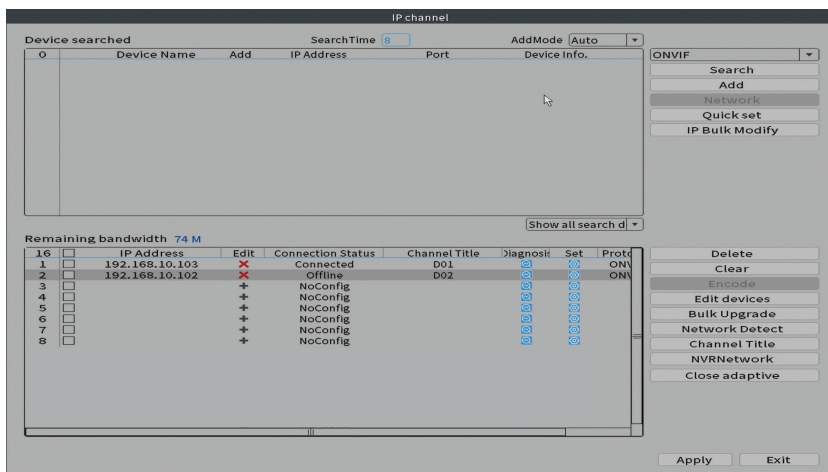 IP channel
Device searched SearchTime 8 AddMode Auto
0 Device Name Add IP Address Port Device Info. ONVIF
Search
Add
Network
Quick set
IP Bulk Modify
Show all search d
Remaining bandwidth 74 M
16 IP Address Edit Connection Status Channel Title Diagnosis Set Proto
1 192.168.10.103 Connected D01 ONV
2 192.168.10.102 Offline D02 ONV
3 NoConfig
4 NoConfig
5 NoConfig
6 NoConfig
7 NoConfig
8 NoConfig
Delete
Clear
Encode
Edit devices
Bulk Upgrade
Network Detect
Channel Title
NVRNetwork
Close adaptive
Apply Exit